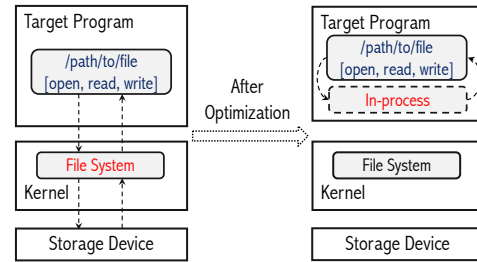 Target Program
/path/to/file
[open, read, write]
File System
Kernel
Storage Device
After
Optimization
Target Program
/path/to/file
[open, read, write]
In-process
File System
Kernel
Storage Device